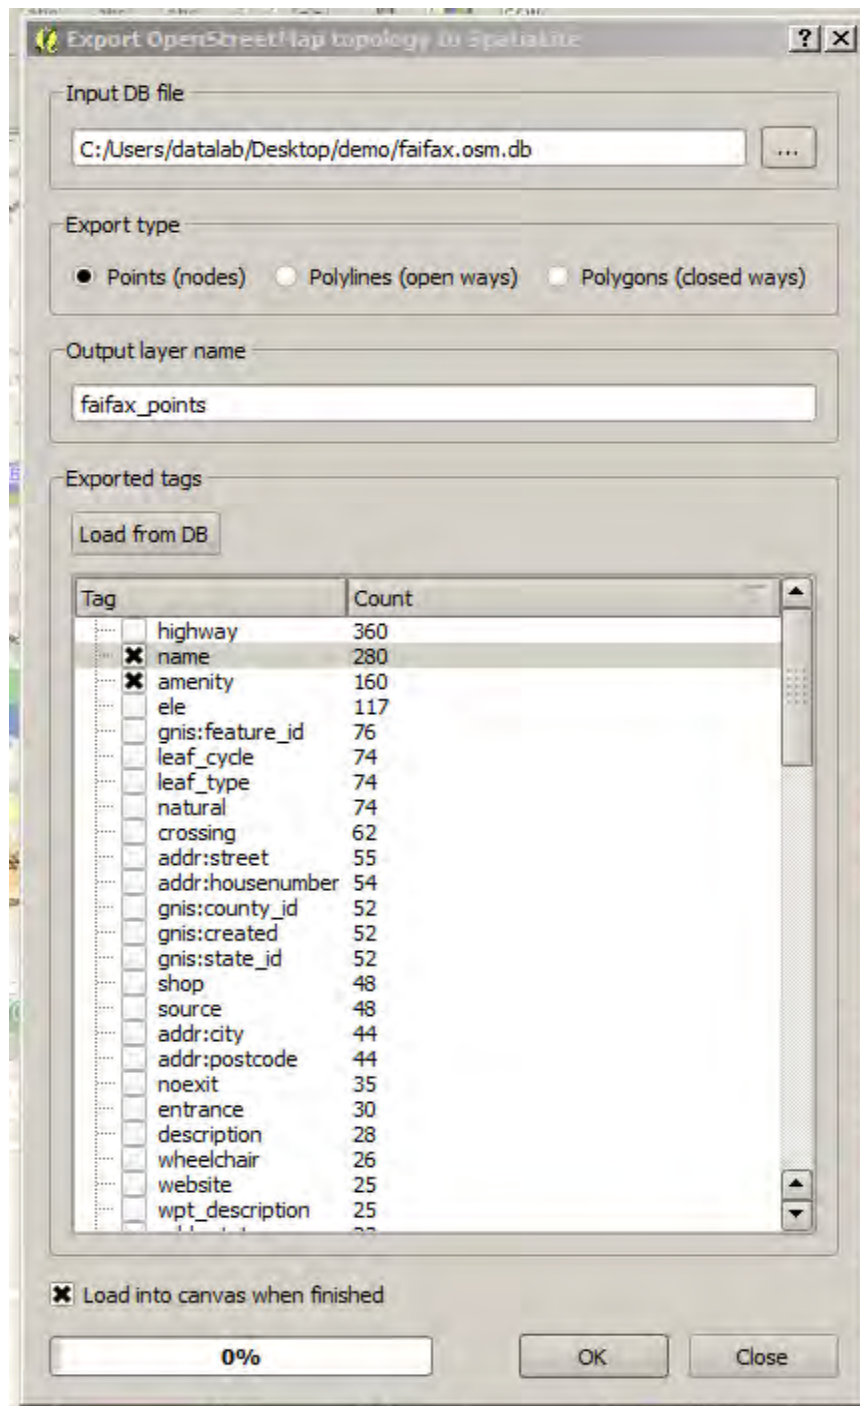 Export OpenStreetMap topology to SpatiaLite
Input DB file
C:/Users/datalab/Desktop/demo/faifax.osm.db
...
Export type
Points (nodes) Polylines (open ways) Polygons (closed ways)
Output layer name
faifax_points
Exported tags
Load from DB
Tag Count
highway 360
name 280
amenity 160
ele 117
gnis:feature_id 76
leaf_cycle 74
leaf_type 74
natural 74
crossing 62
addr:street 55
addr:housenumber 54
gnis:county_id 52
gnis:created 52
gnis:state_id 52
shop 48
source 48
addr:city 44
addr:postcode 44
noexit 35
entrance 30
description 28
wheelchair 26
website 25
wpt_description 25
Load into canvas when finished
0% OK Close